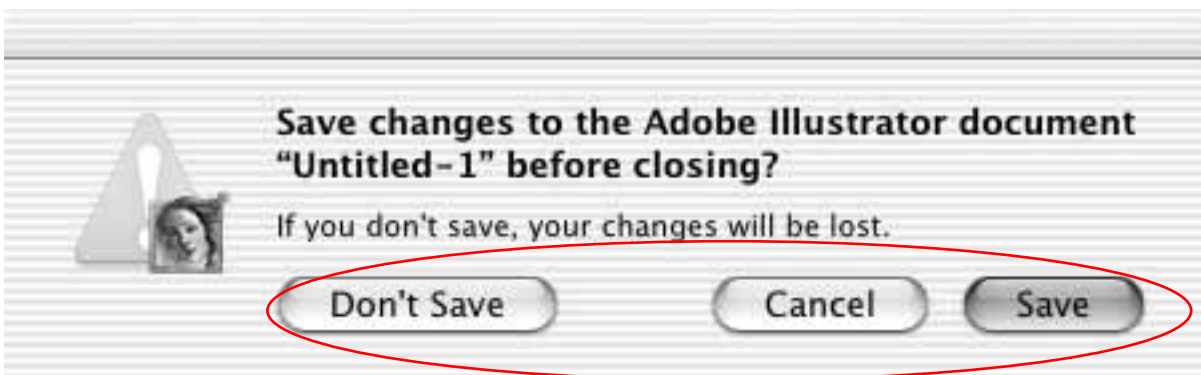 Save changes to the Adobe Illustrator document
“Untitled-1” before closing?
If you don't save, your changes will be lost.
Don't Save Cancel Save